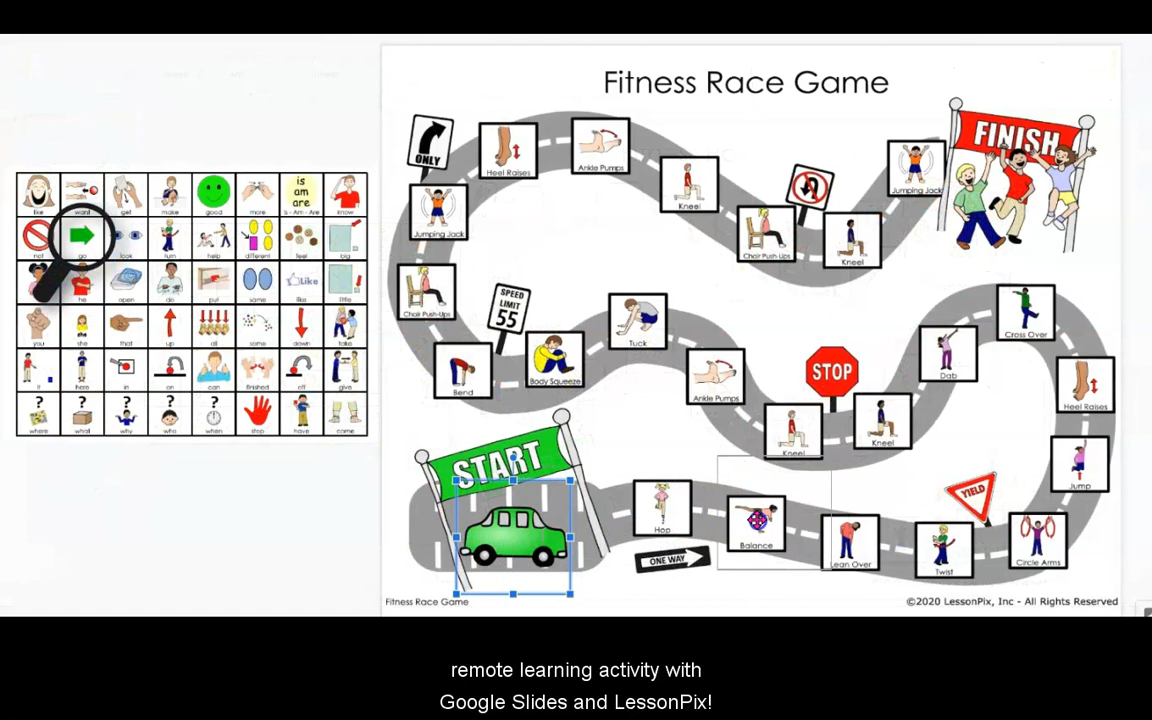 Fitness Race Game
ONLY
Heel Raises
Ankle Pumps
Kneel
Chair Push Ups
Kneel
Jumping Jack
FINISH
Jumping Jack
Chair Push-Ups
SPEED
LIMIT
55
Bend
Body Squeeze
Tuck
Ankle Pumps
Kneel
STOP
Kneel
Dab
Cross Over
Heel Raises
Jump
YIELD
Circle Arms
Twist
Lean Over
Balance
Hop
ONE WAY
START
Fitness Race Game
©2020 LessonPix, Inc - All Rights Reserved
is
am
are
like want get make good more Is - Am - Are know
not go look turn help different feel big
he open do put same Like like little
you she that up all some down take
it here in on can finished off give
? ? ? ? ?
where what why who when stop have come
remote learning activity with
Google Slides and LessonPix!